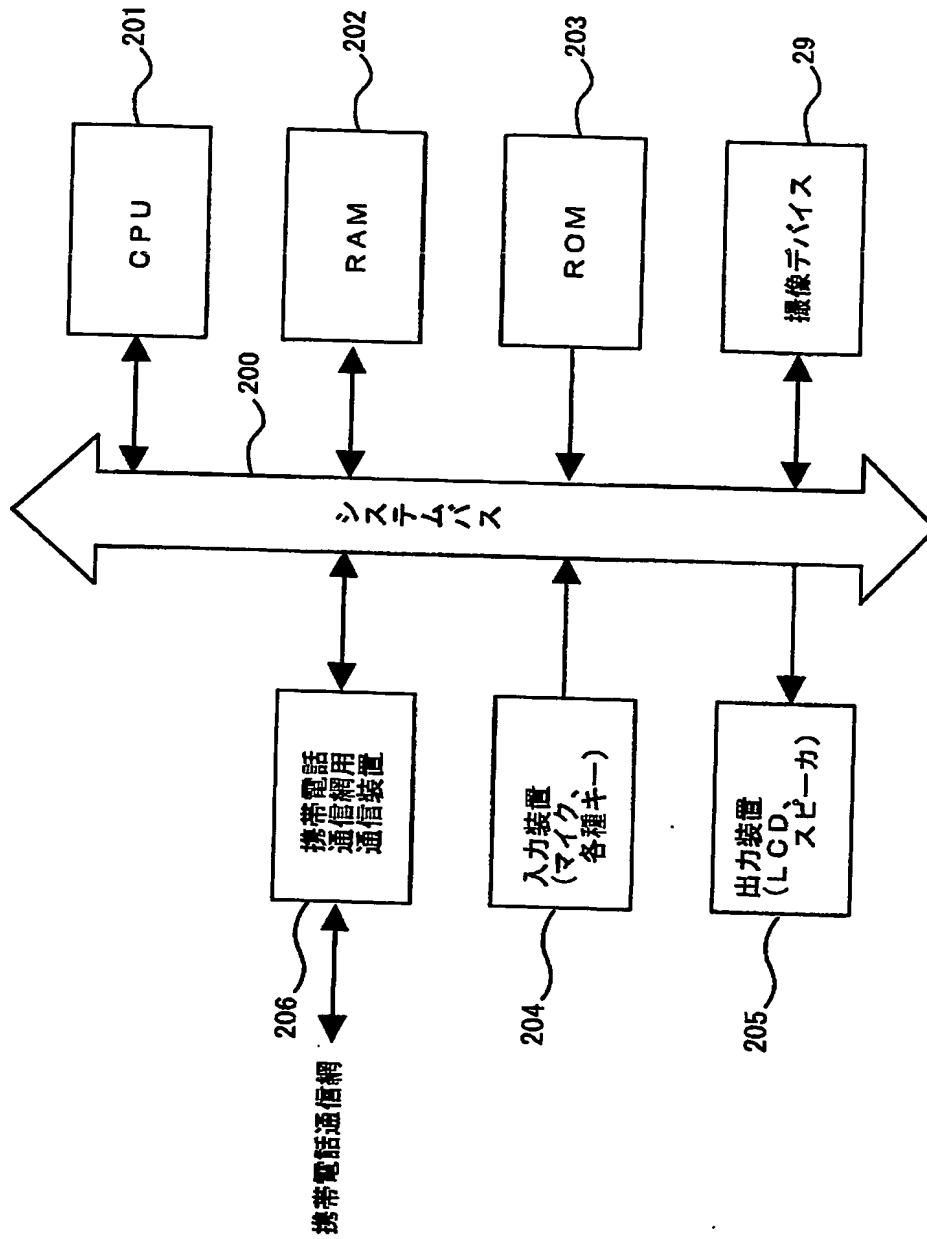 201
CPU
202
RAM
203
ROM
29
撮像デバイス
200
システムバス
携帯電話
通信網用
通信装置
206
携帯電話通信網
入力装置
(マイク、
各種キー)
204
出力装置
(LCD、
スピーカ)
205